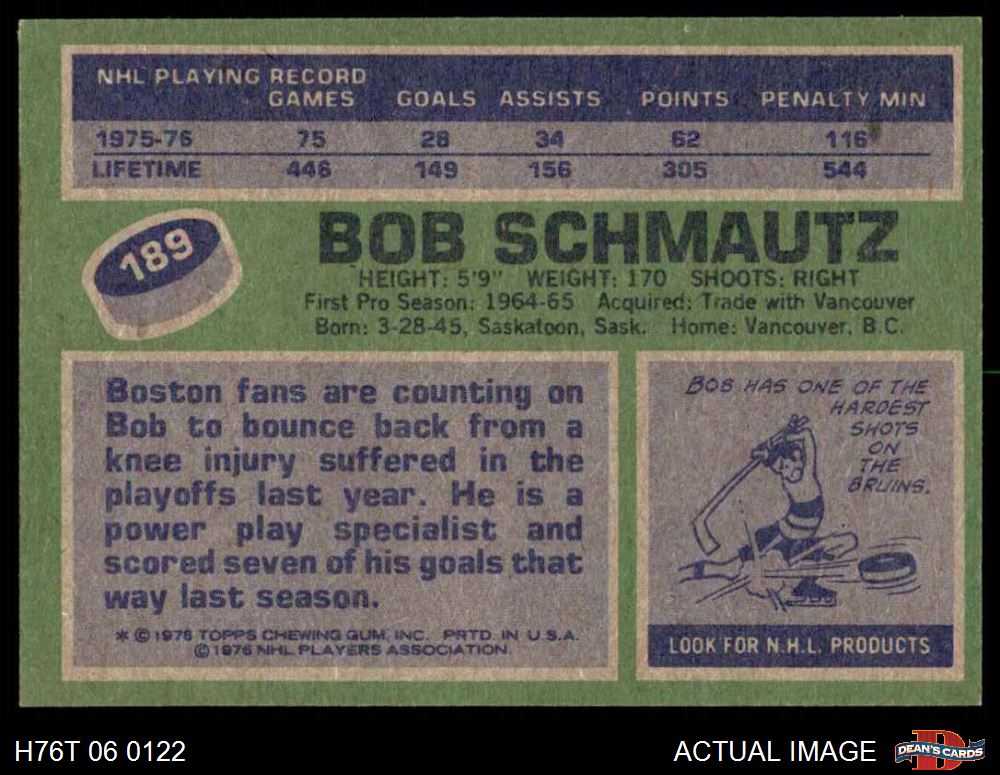 NHL PLAYING RECORD
GAMES GOALS ASSISTS POINTS PENALTY MIN
1975-76 75 28 34 62 116
LIFETIME 446 149 156 305 544
189
BOB SCHMAUTZ
HEIGHT: 5'9" WEIGHT: 170 SHOOTS: RIGHT
First Pro Season: 1964-65 Acquired: Trade with Vancouver
Born: 3-28-45, Saskatoon, Sask. Home: Vancouver, B.C.
Boston fans are counting on
Bob to bounce back from a
knee injury suffered in the
playoffs last year. He is a
power play specialist and
scored seven of his goals that
way last season.
* © 1976 TOPPS CHEWING GUM, INC. PRTD. IN U.S.A.
© 1976 NHL PLAYERS ASSOCIATION.
BOB HAS ONE OF THE
HARDEST
SHOTS
ON
THE
BRUINS.
LOOK FOR N.H.L. PRODUCTS
H76T 06 0122
ACTUAL IMAGE
D
DEAN'S CARDS